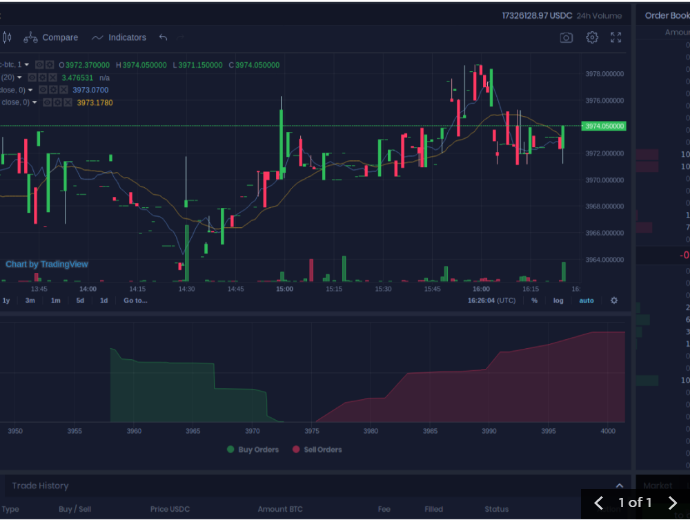 17326128.97 USDC 24h Volume
Order Book
Compare Indicators
-btc, 1 O3972.370000 H3974.050000 L3971.150000 C3974.050000
(20) 3.476531 n/a
close, 0) 3973.0700
close, 0) 3973.1780
3978.000000
3976.000000
3974.050000
3972.000000
3970.000000
3968.000000
3966.000000
3964.000000
Chart by TradingView
13:45 14:00 14:15 14:30 14:45 15:00 15:15 15:30 15:45 16:00 16:15 16:
1y 3m 1m 5d 1d Go to... 16:26:04 (UTC) % log auto
3950 3955 3960 3965 3970 3975 3980 3985 3990 3995 4000
Buy Orders Sell Orders
Trade History
Market
1 of 1
Type Buy / Sell Price USDC Amount BTC Fee Filled Status